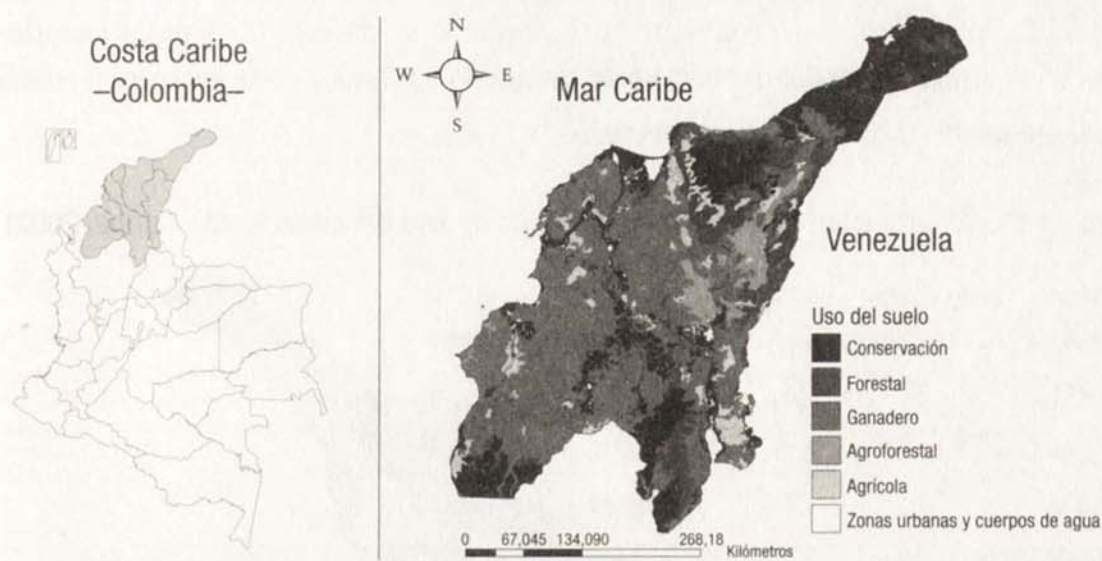 Costa Caribe
–Colombia–
N
W
E
S
Mar Caribe
Venezuela
Uso del suelo
Conservación
Forestal
Ganadero
Agroforestal
Agrícola
Zonas urbanas y cuerpos de agua
0 67,045 134,090 268,18
Kilómetros